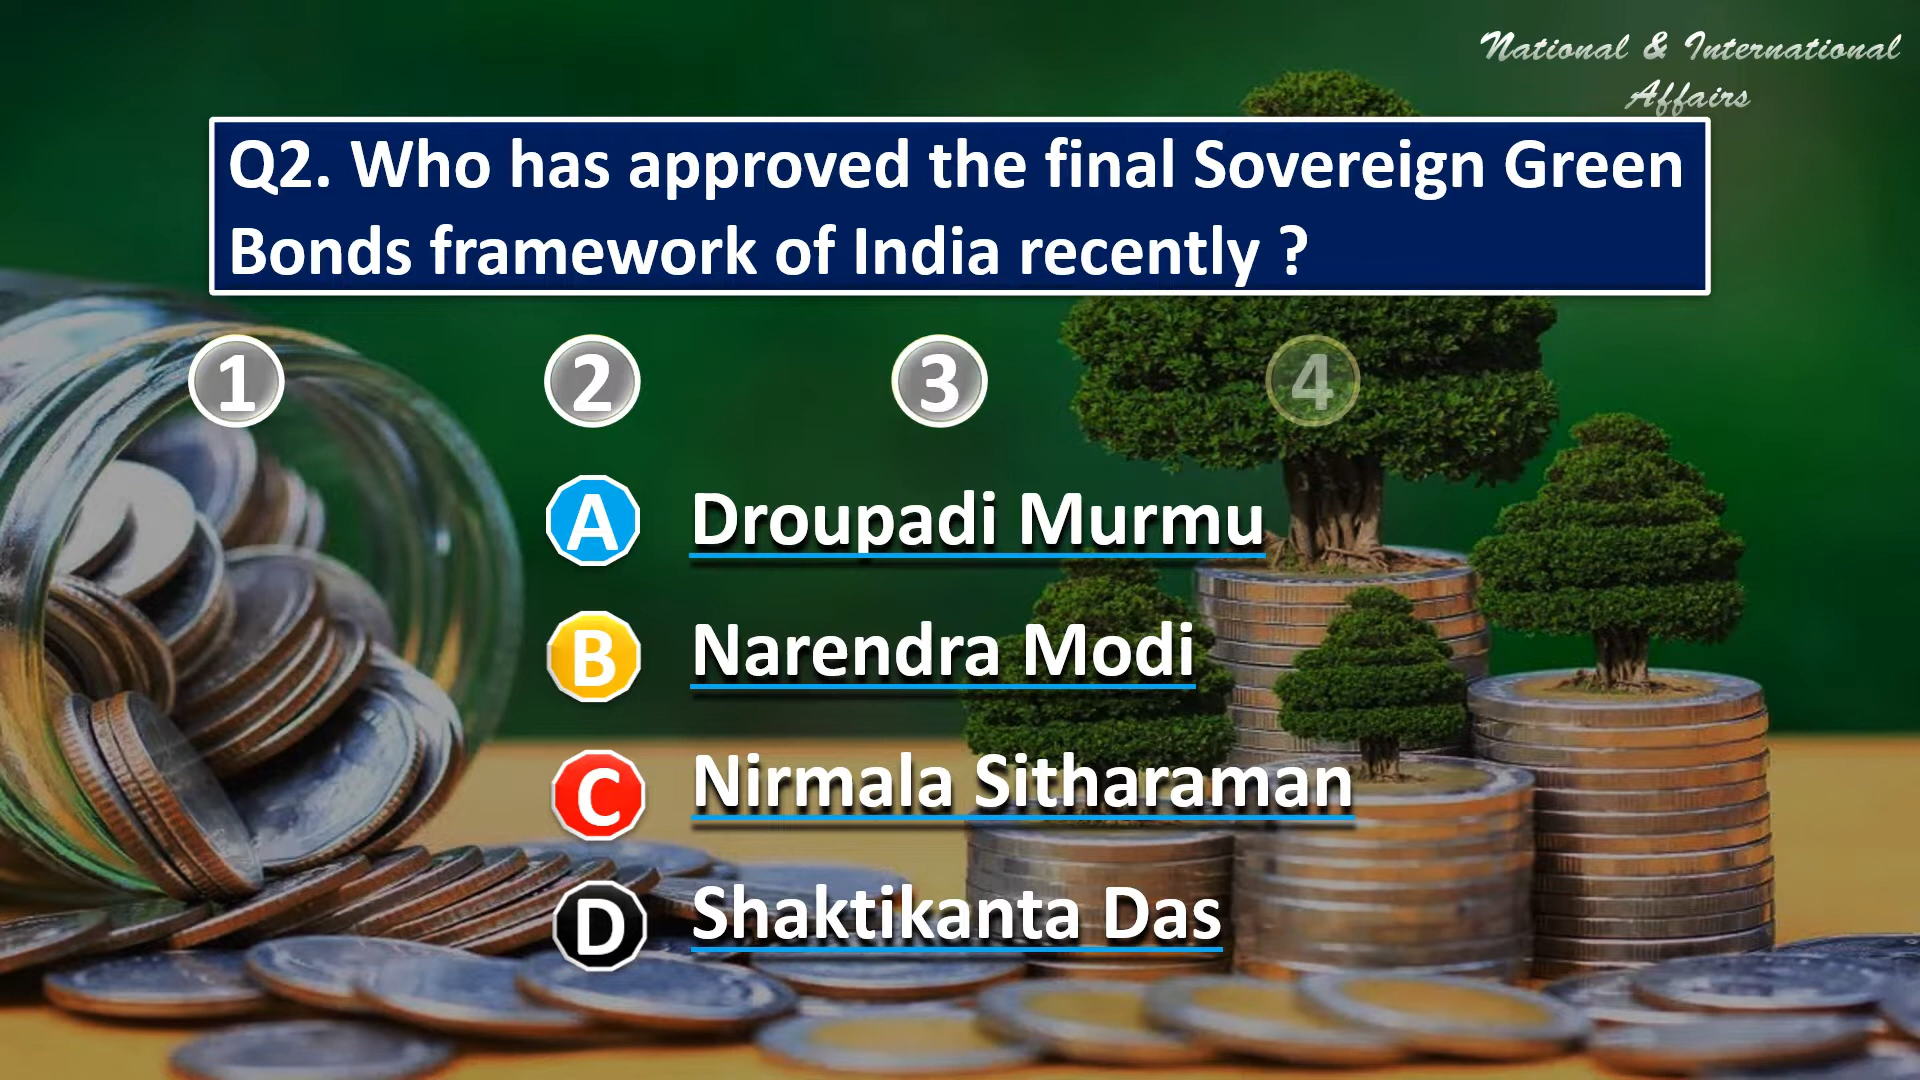 National & International
Affairs
Q2. Who has approved the final Sovereign Green
Bonds framework of India recently ?
1 2 3 4
A Droupadi Murmu
B Narendra Modi
C Nirmala Sitharaman
D Shaktikanta Das